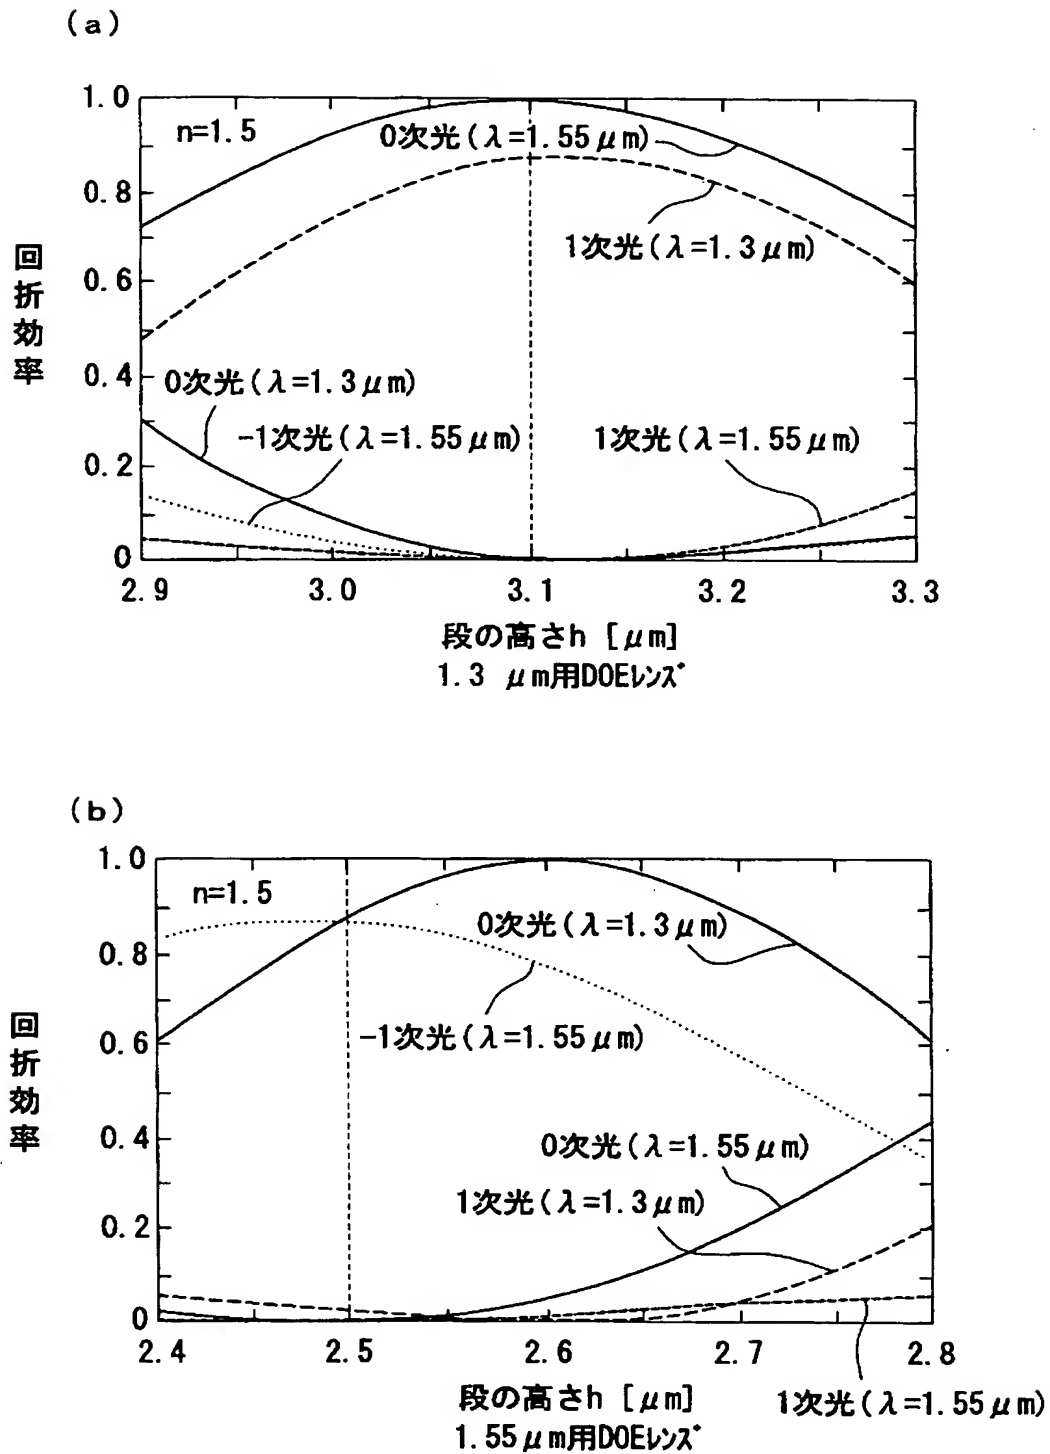 (a)
1.0
n=1.5
0次光(λ=1.55μm)
0.8
1次光(λ=1.3μm)
回折効率
0.6
0.4
0次光(λ=1.3μm)
-1次光(λ=1.55μm)
1次光(λ=1.55μm)
0.2
0
2.9 3.0 3.1 3.2 3.3
段の高さh [μm]
1.3 μm用DOEレンズ
(b)
1.0
n=1.5
0次光(λ=1.3μm)
0.8
-1次光(λ=1.55μm)
回折効率
0.6
0.4
0次光(λ=1.55μm)
1次光(λ=1.3μm)
0.2
0
2.4 2.5 2.6 2.7 2.8
段の高さh [μm]
1次光(λ=1.55μm)
1.55μm用DOEレンズ